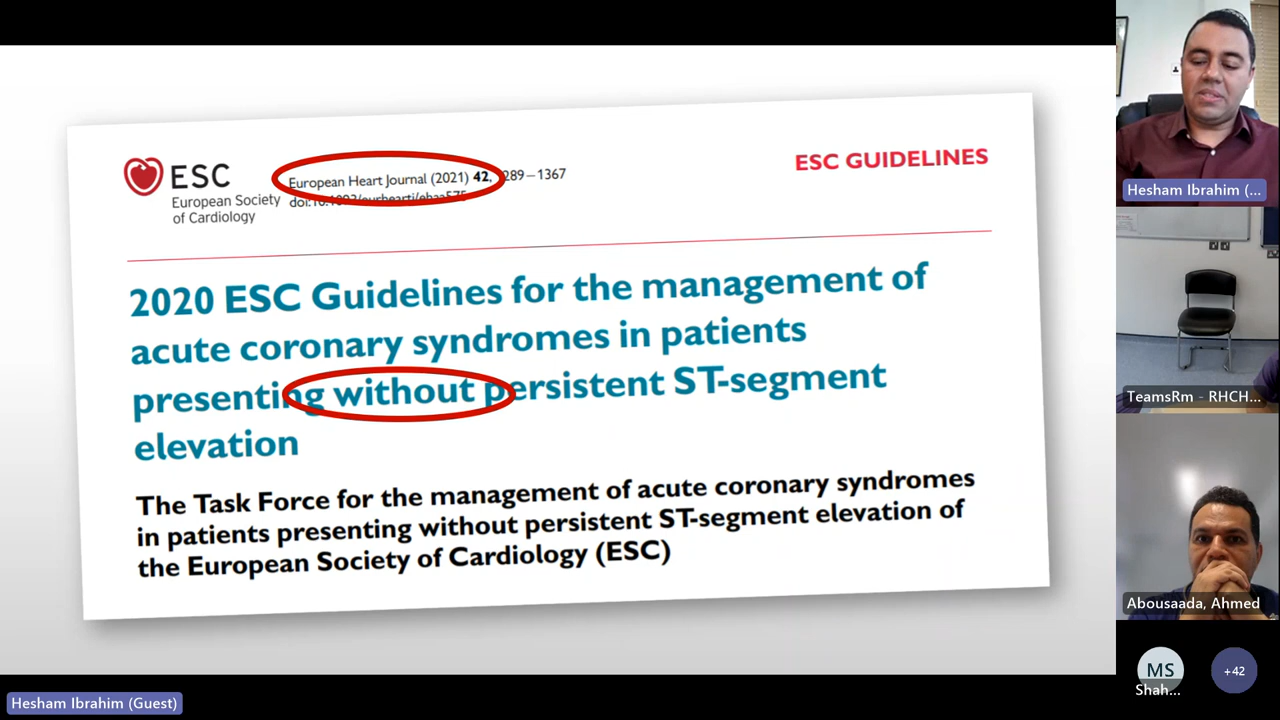 ESC
European Society
of Cardiology
European Heart Journal (2021) 42, 289–1367
ESC GUIDELINES
2020 ESC Guidelines for the management of
acute coronary syndromes in patients
presenting without persistent ST-segment
elevation
The Task Force for the management of acute coronary syndromes
in patients presenting without persistent ST-segment elevation of
the European Society of Cardiology (ESC)
Hesham Ibrahim (...
TeamsRm - RHCH...
Abousaada, Ahmed
MS
Shah...
+42
Hesham Ibrahim (Guest)